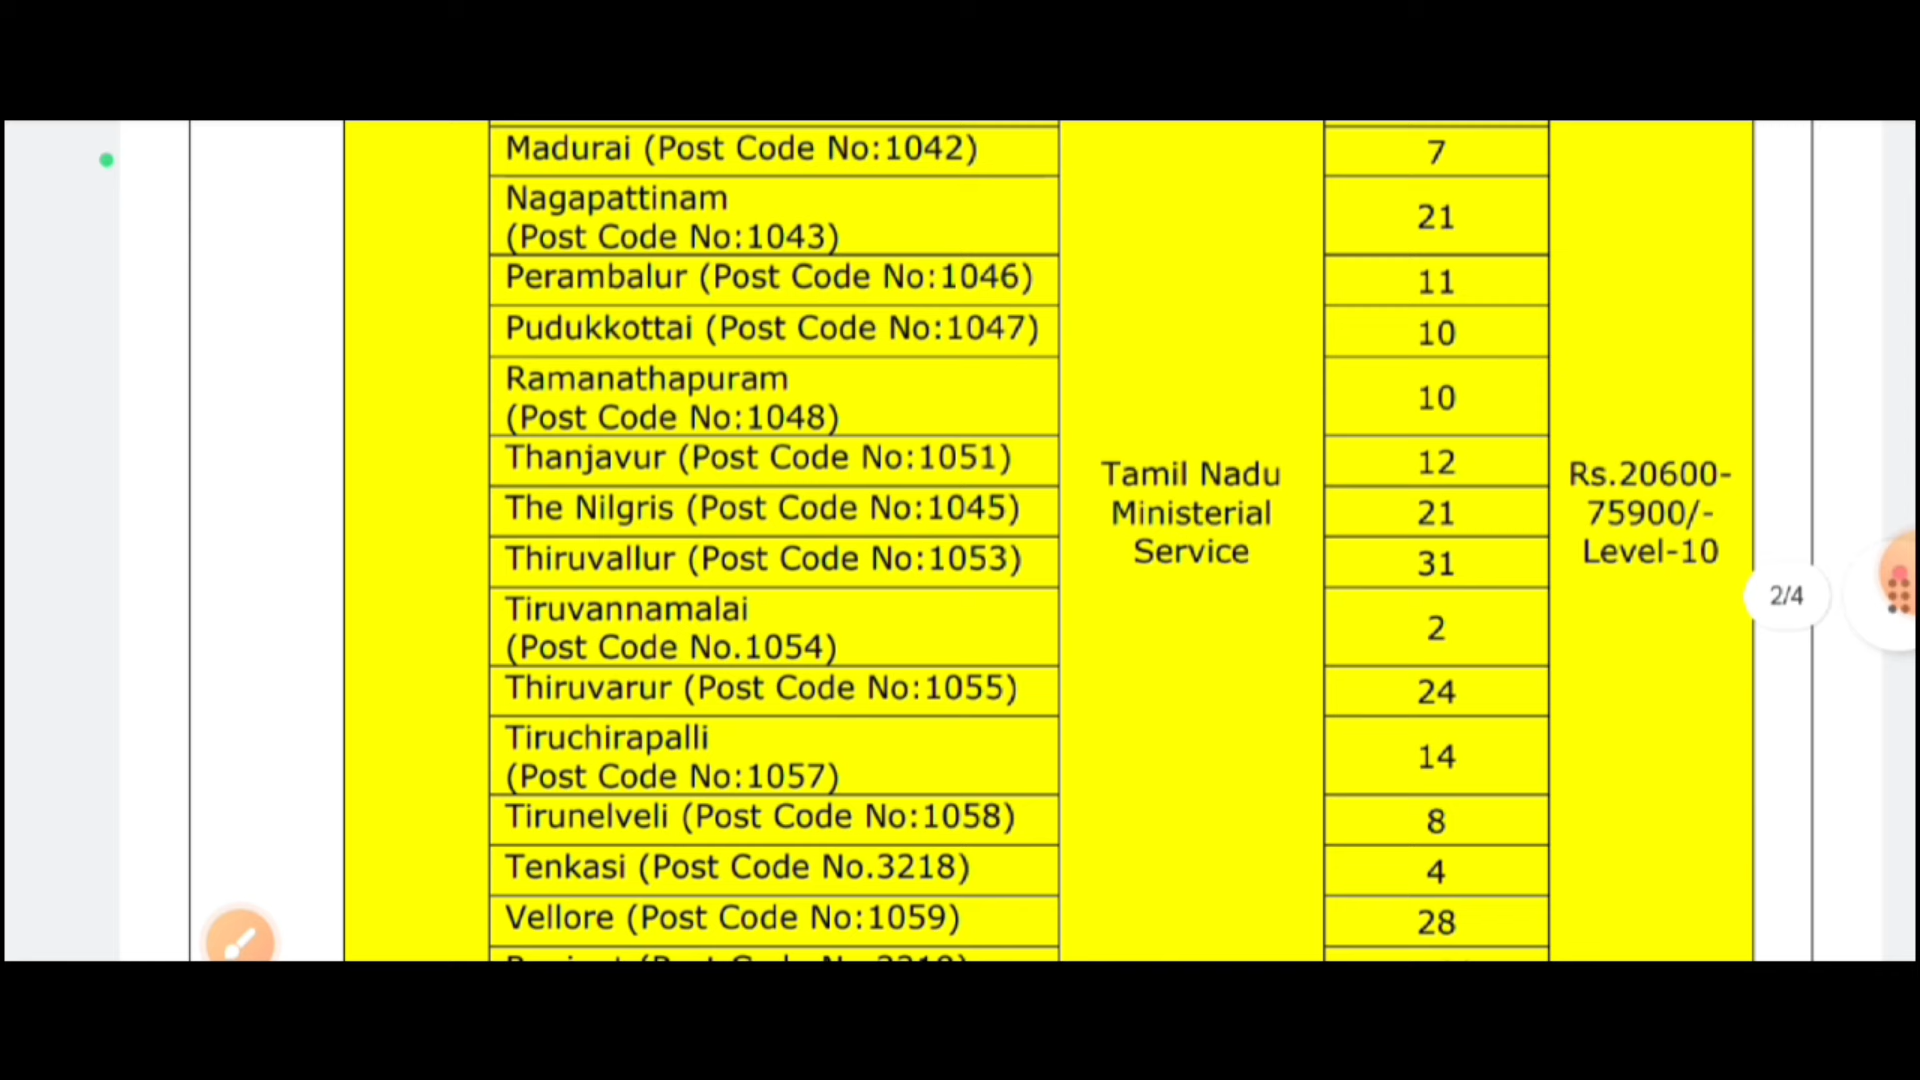 Madurai (Post Code No:1042)
7
Nagapattinam
(Post Code No:1043)
21
Perambalur (Post Code No:1046)
11
Pudukkottai (Post Code No:1047)
10
Ramanathapuram
(Post Code No:1048)
10
Thanjavur (Post Code No:1051)
12
The Nilgris (Post Code No:1045)
21
Thiruvallur (Post Code No:1053)
31
Tiruvannamalai
(Post Code No.1054)
2
Thiruvarur (Post Code No:1055)
24
Tiruchirapalli
(Post Code No:1057)
14
Tirunelveli (Post Code No:1058)
8
Tenkasi (Post Code No.3218)
4
Vellore (Post Code No:1059)
28
Tamil Nadu
Ministerial
Service
Rs.20600-
75900/-
Level-10
2/4